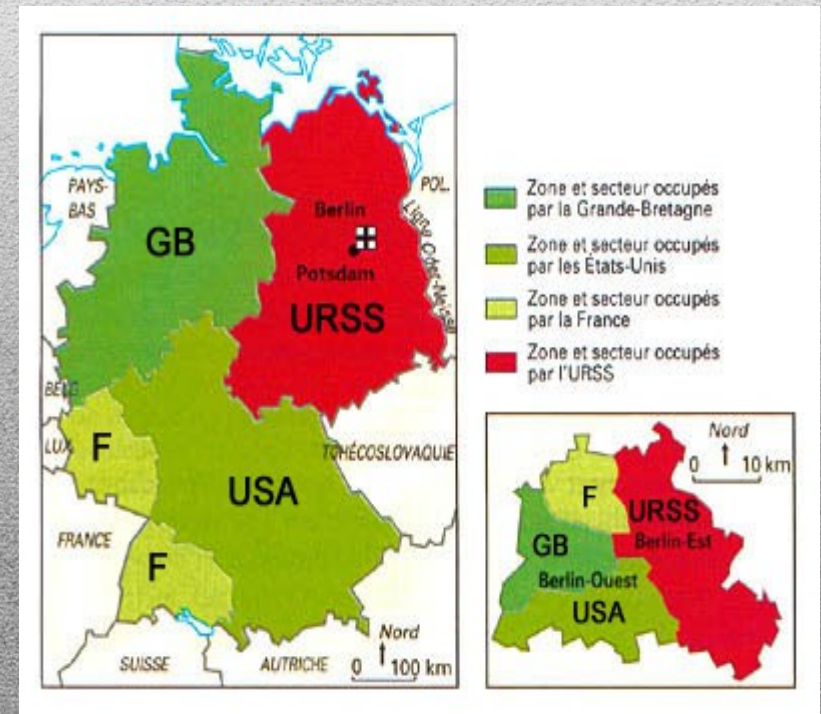 PAYS-
BAS
GB
Berlin
Potsdam
URSS
POL.
Ligne Oder-Neisse
BELG
LUX.
F
USA
TCHÉCOSLOVAQUIE
FRANCE
F
SUISSE
AUTRICHE
Nord
0 100 km
Zone et secteur occupés
par la Grande-Bretagne
Zone et secteur occupés
par les États-Unis
Zone et secteur occupés
par la France
Zone et secteur occupés
par l'URSS
Nord
0 10 km
F
URSS
Berlin-Est
GB
Berlin-Ouest
USA